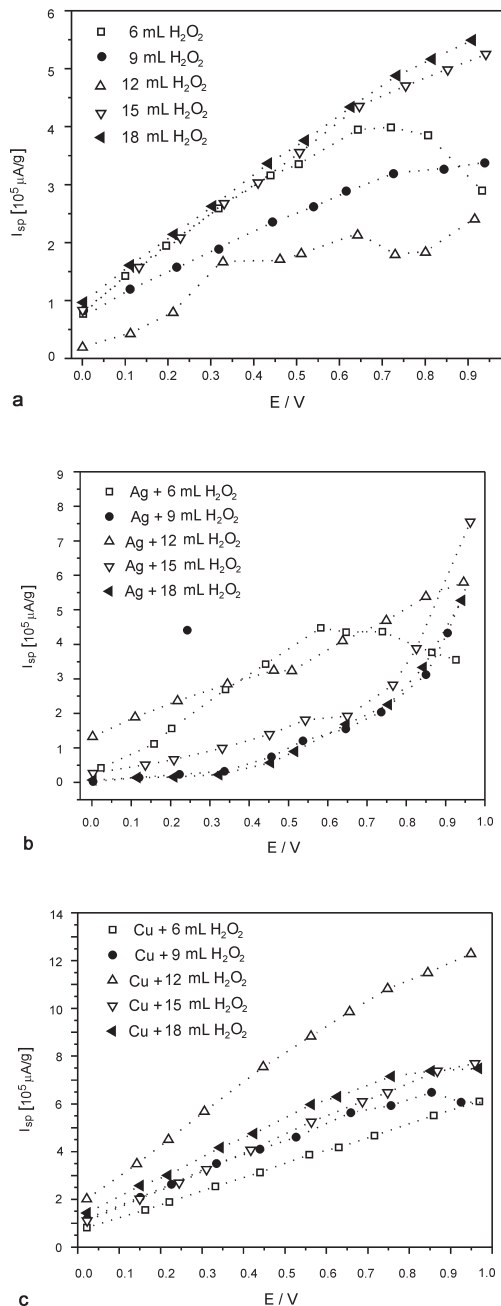 6
5
4
3
2
1
0
I_sp [10^5 µA/g]
6 mL H₂O₂
9 mL H₂O₂
12 mL H₂O₂
15 mL H₂O₂
18 mL H₂O₂
0.0 0.1 0.2 0.3 0.4 0.5 0.6 0.7 0.8 0.9
E / V
a
9
8
7
6
5
4
3
2
1
0
I_sp [10^5 µA/g]
Ag + 6 mL H₂O₂
Ag + 9 mL H₂O₂
Ag + 12 mL H₂O₂
Ag + 15 mL H₂O₂
Ag + 18 mL H₂O₂
0.0 0.1 0.2 0.3 0.4 0.5 0.6 0.7 0.8 0.9 1.0
E / V
b
14
12
10
8
6
4
2
0
I_sp [10^5 µA/g]
Cu + 6 mL H₂O₂
Cu + 9 mL H₂O₂
Cu + 12 mL H₂O₂
Cu + 15 mL H₂O₂
Cu + 18 mL H₂O₂
0.0 0.1 0.2 0.3 0.4 0.5 0.6 0.7 0.8 0.9 1.0
E / V
c